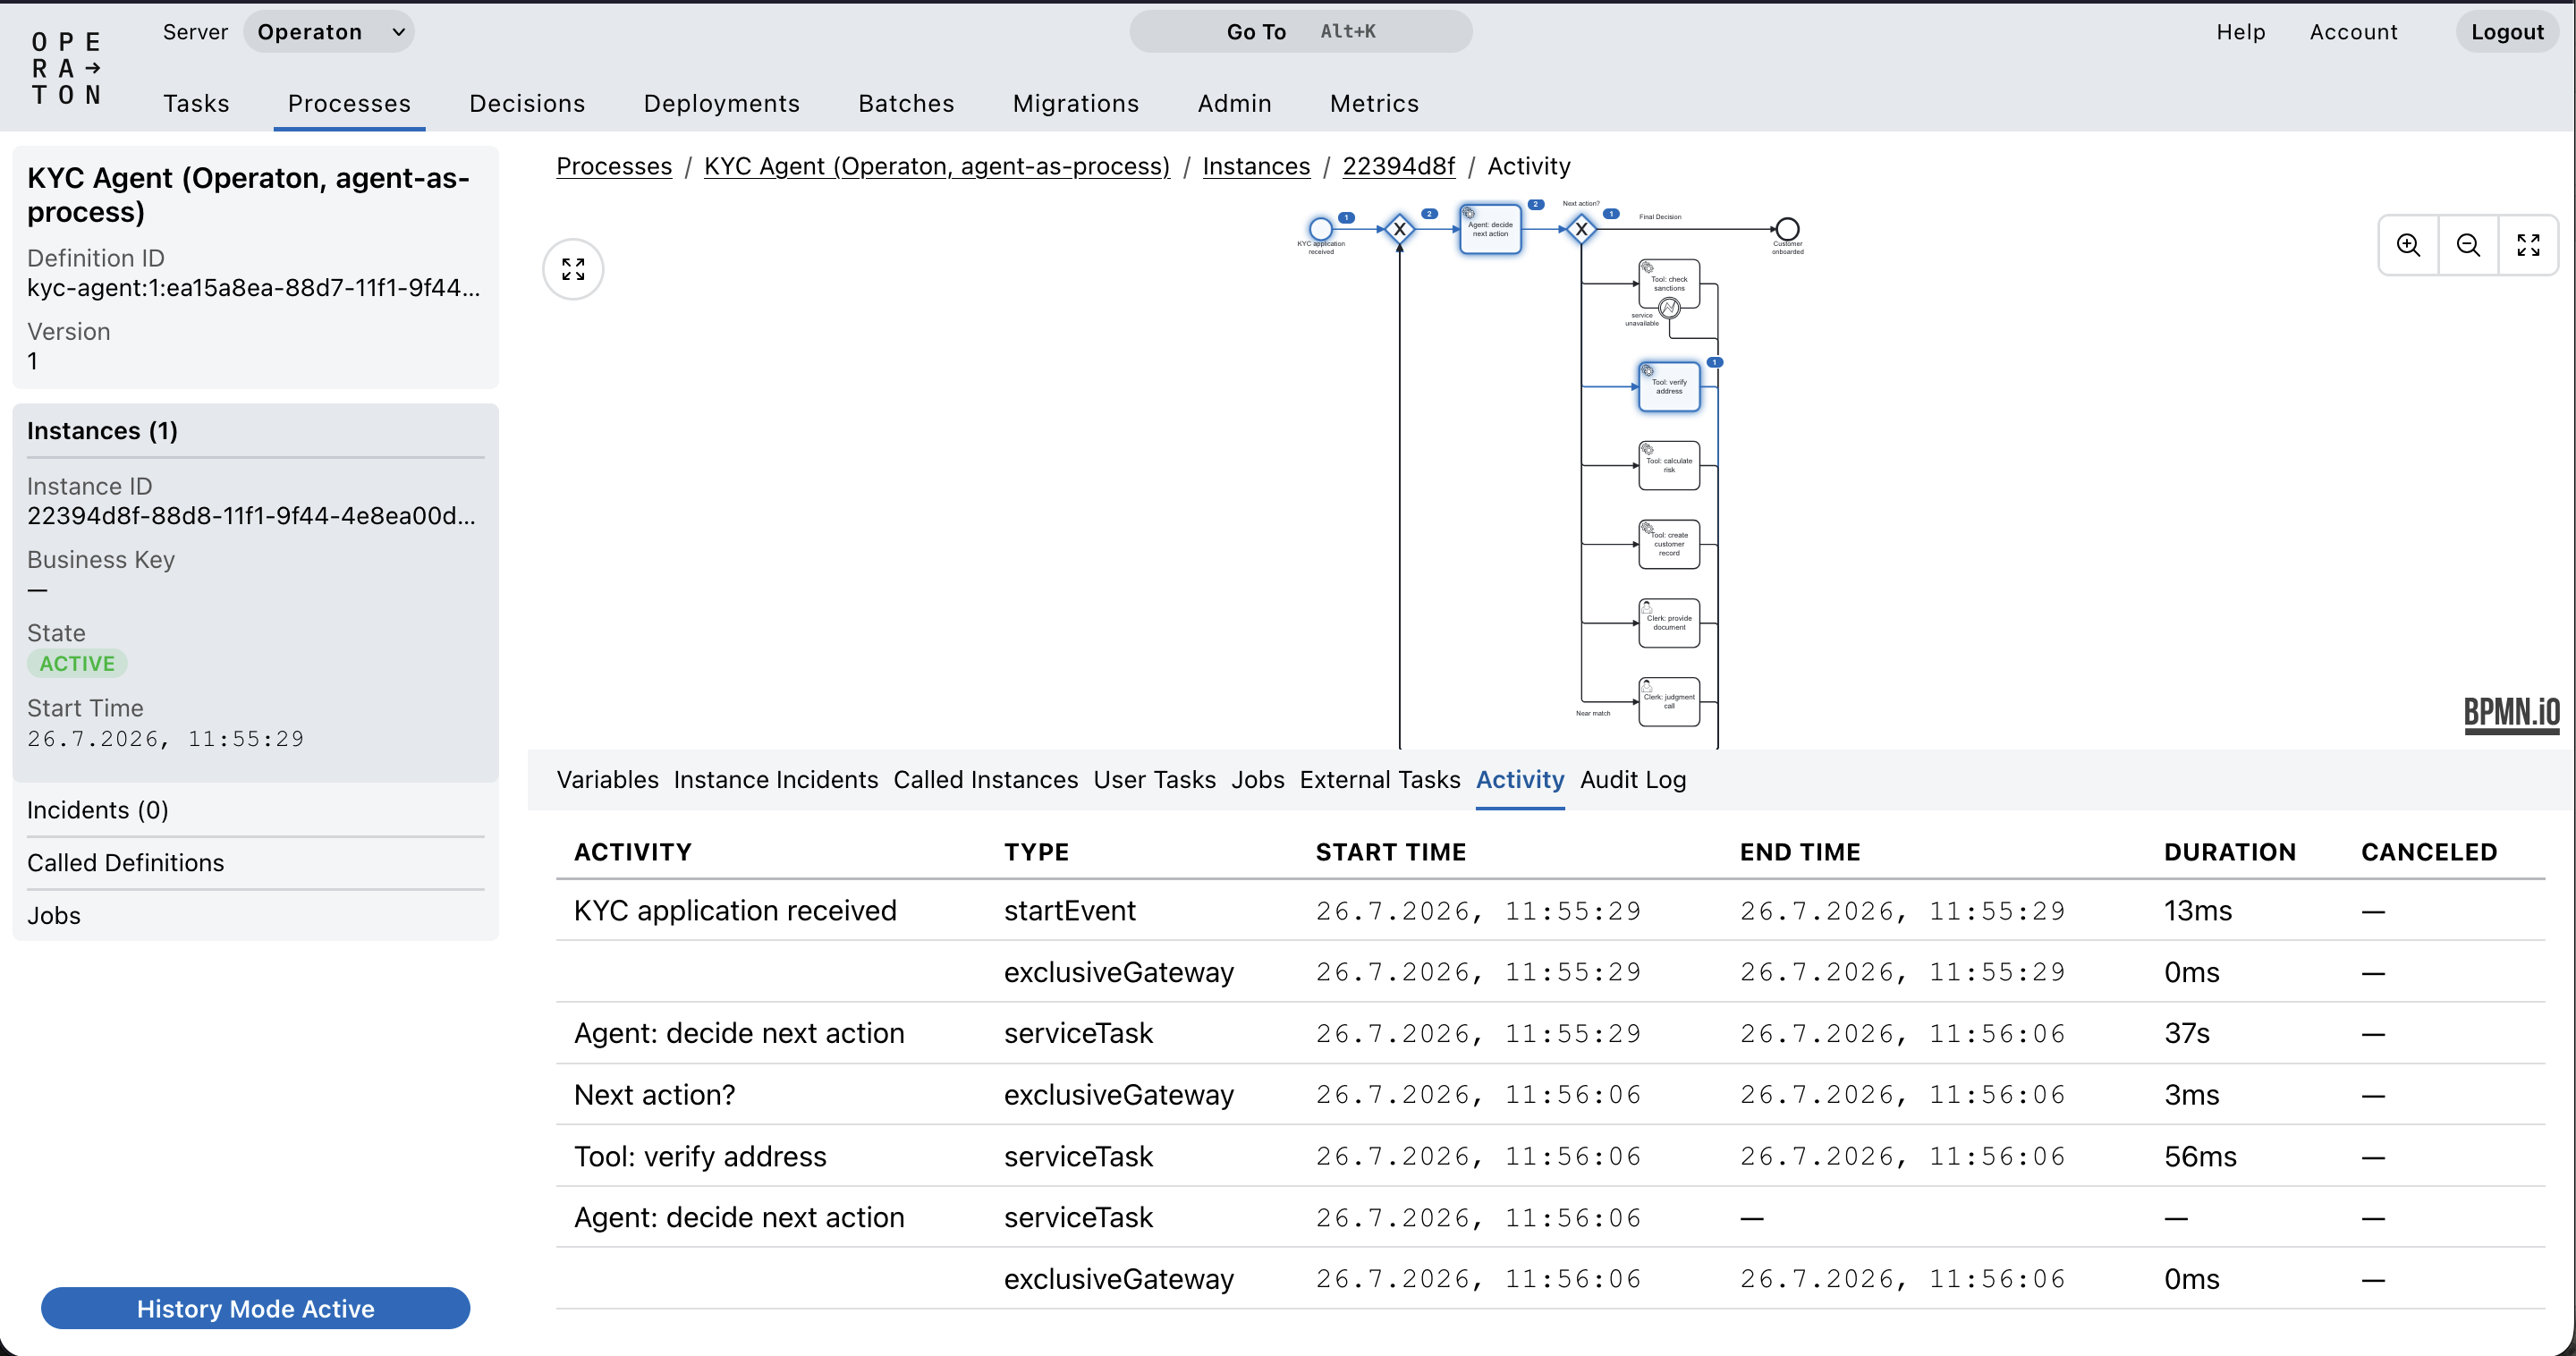 OPE
RA→
TON
Server
Operaton
Go To Alt+K
Help
Account
Logout
Tasks
Processes
Decisions
Deployments
Batches
Migrations
Admin
Metrics
KYC Agent (Operaton, agent-as-
process)
Definition ID
kyc-agent:1:ea15a8ea-88d7-11f1-9f44...
Version
1
Instances (1)
Instance ID
22394d8f-88d8-11f1-9f44-4e8ea00d...
Business Key
—
State
ACTIVE
Start Time
26.7.2026, 11:55:29
Incidents (0)
Called Definitions
Jobs
History Mode Active
Processes / KYC Agent (Operaton, agent-as-process) / Instances / 22394d8f / Activity
1
KYC application
received
2
X
2
Agent: decide
next action
Next action?
X
1
Final Decision
Customer
onboarded
Tool: check
sanctions
service
unavailable
1
Tool: verify
address
Tool: calculate
risk
Tool: create
customer
record
Clerk: provide
document
Clerk: judgment
call
Near match
BPMN.iO
Variables Instance Incidents Called Instances User Tasks Jobs External Tasks Activity Audit Log
ACTIVITY TYPE START TIME END TIME DURATION CANCELED
KYC application received startEvent 26.7.2026, 11:55:29 26.7.2026, 11:55:29 13ms —
exclusiveGateway 26.7.2026, 11:55:29 26.7.2026, 11:55:29 0ms —
Agent: decide next action serviceTask 26.7.2026, 11:55:29 26.7.2026, 11:56:06 37s —
Next action? exclusiveGateway 26.7.2026, 11:56:06 26.7.2026, 11:56:06 3ms —
Tool: verify address serviceTask 26.7.2026, 11:56:06 26.7.2026, 11:56:06 56ms —
Agent: decide next action serviceTask 26.7.2026, 11:56:06 — — —
exclusiveGateway 26.7.2026, 11:56:06 26.7.2026, 11:56:06 0ms —